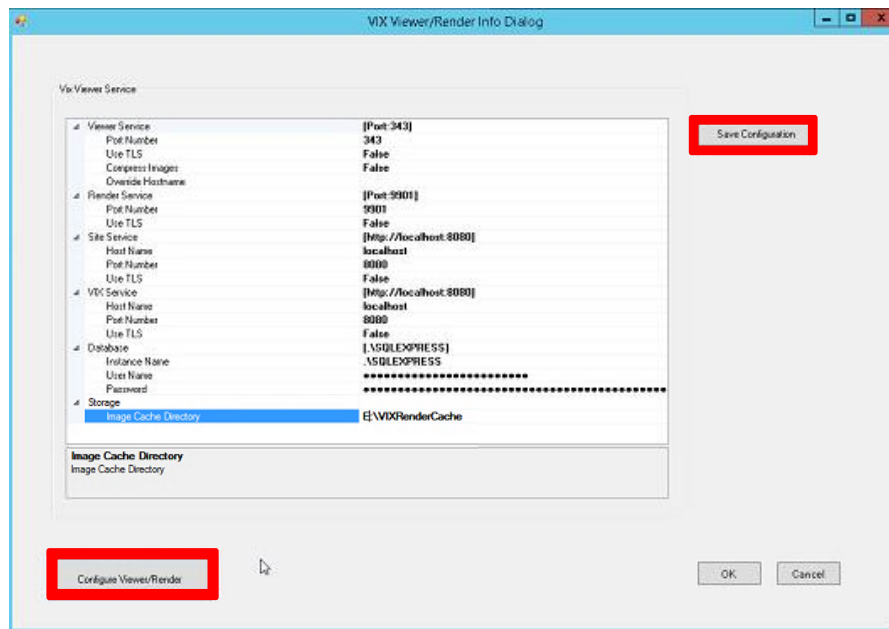 VIX Viewer/Render Info Dialog
Vix Viewer Service
Viewer Service [Port:343]
Port Number 343
Use TLS False
Compress Images False
Override Hostname
Render Service [Port:9901]
Port Number 9901
Use TLS False
Site Service [http://localhost:8080]
Host Name localhost
Port Number 8080
Use TLS False
VIX Service [http://localhost:8080]
Host Name localhost
Port Number 8080
Use TLS False
Database [.\SQLEXPRESS]
Instance Name .\SQLEXPRESS
User Name
Password
Storage
Image Cache Directory E:\VIXRenderCache
Image Cache Directory
Image Cache Directory
Save Configuration
Configure Viewer/Render
OK Cancel